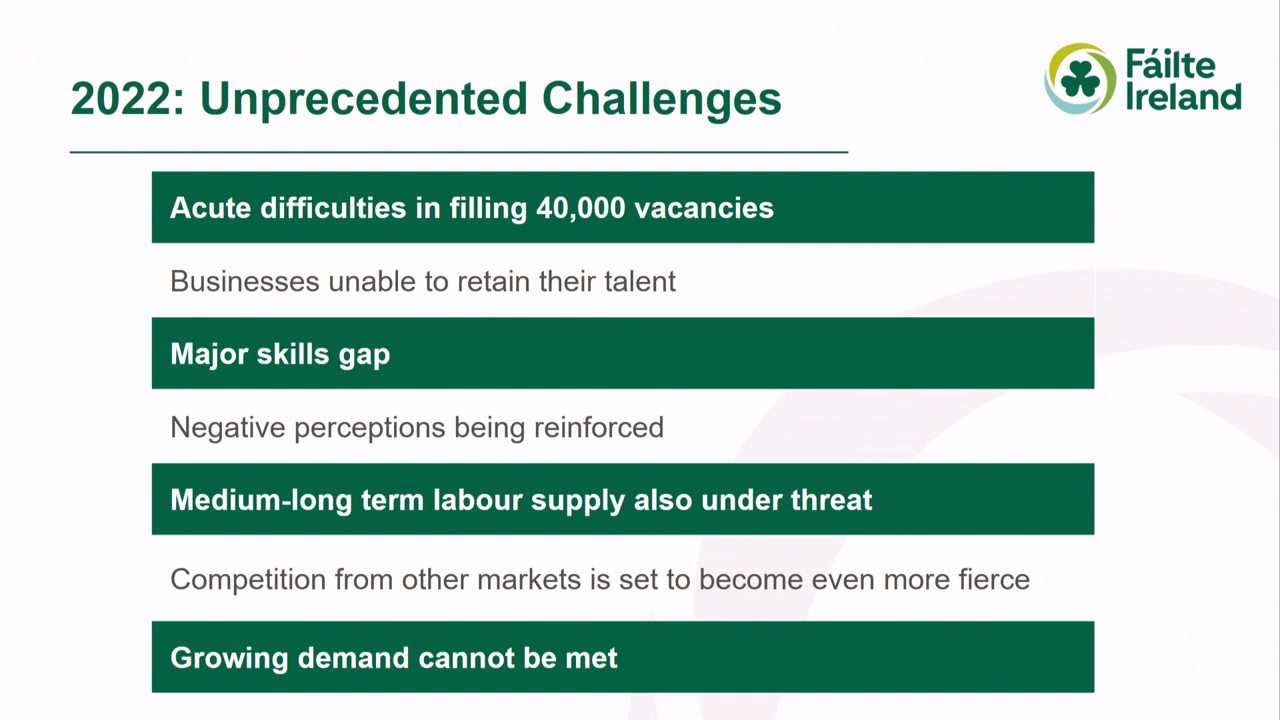 2022: Unprecedented Challenges
Fáilte
Ireland
Acute difficulties in filling 40,000 vacancies
Businesses unable to retain their talent
Major skills gap
Negative perceptions being reinforced
Medium-long term labour supply also under threat
Competition from other markets is set to become even more fierce
Growing demand cannot be met